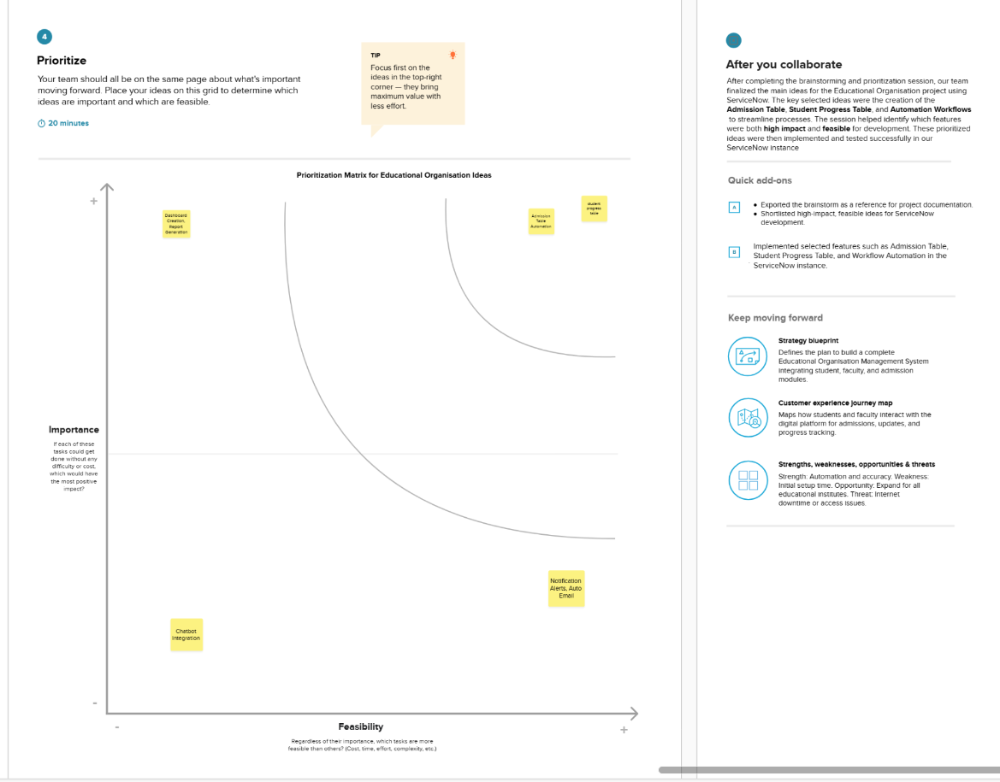 4
Prioritize
Your team should all be on the same page about what's important
moving forward. Place your ideas on this grid to determine which
ideas are important and which are feasible.
20 minutes
TIP
Focus first on the
ideas in the top-right
corner — they bring
maximum value with
less effort.
Prioritization Matrix for Educational Organisation Ideas
+
Dashboard
Creation,
Report
Generation
Admission
Table
Automation
student
progress
table
Importance
If each of these
tasks could get
done without any
difficulty or cost,
which would have
the most positive
impact?
Notification
Alerts, Auto
Email
Chatbot
Integration
-
-
Feasibility
+
Regardless of their importance, which tasks are more
feasible than others? (Cost, time, effort, complexity, etc.)
After you collaborate
After completing the brainstorming and prioritization session, our team
finalized the main ideas for the Educational Organisation project using
ServiceNow. The key selected ideas were the creation of the
Admission Table, Student Progress Table, and Automation Workflows
to streamline processes. The session helped identify which features
were both high impact and feasible for development. These prioritized
ideas were then implemented and tested successfully in our
ServiceNow instance
Quick add-ons
A
• Exported the brainstorm as a reference for project documentation.
• Shortlisted high-impact, feasible ideas for ServiceNow
development.
B
Implemented selected features such as Admission Table,
Student Progress Table, and Workflow Automation in the
ServiceNow instance.
Keep moving forward
Strategy blueprint
Defines the plan to build a complete
Educational Organisation Management System
integrating student, faculty, and admission
modules.
Customer experience journey map
Maps how students and faculty interact with the
digital platform for admissions, updates, and
progress tracking.
Strengths, weaknesses, opportunities & threats
Strength: Automation and accuracy. Weakness:
Initial setup time. Opportunity: Expand for all
educational institutes. Threat: Internet
downtime or access issues.